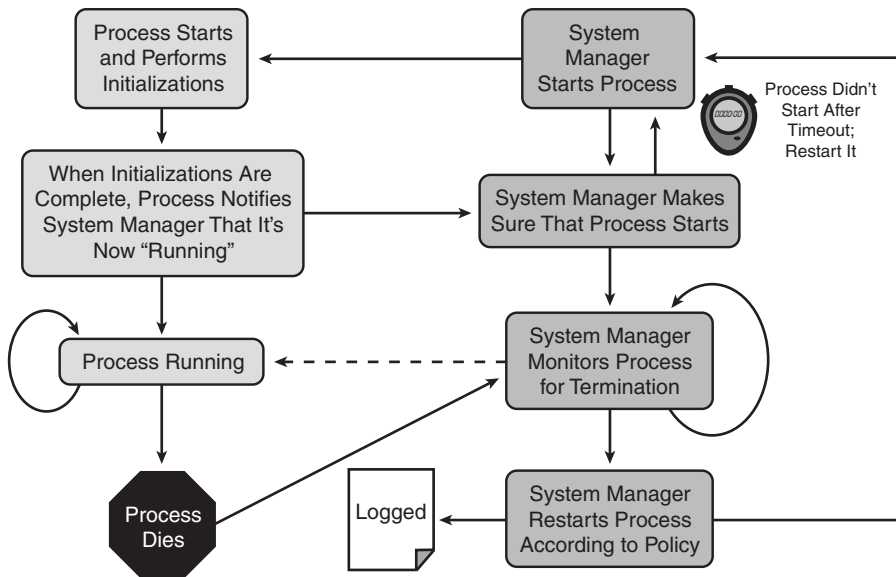 Process Starts
and Performs
Initializations
System
Manager
Starts Process
Process Didn't
Start After
Timeout;
Restart It
When Initializations Are
Complete, Process Notifies
System Manager That It's
Now “Running”
System Manager Makes
Sure That Process Starts
Process Running
System Manager
Monitors Process
for Termination
Process
Dies
Logged
System Manager
Restarts Process
According to Policy